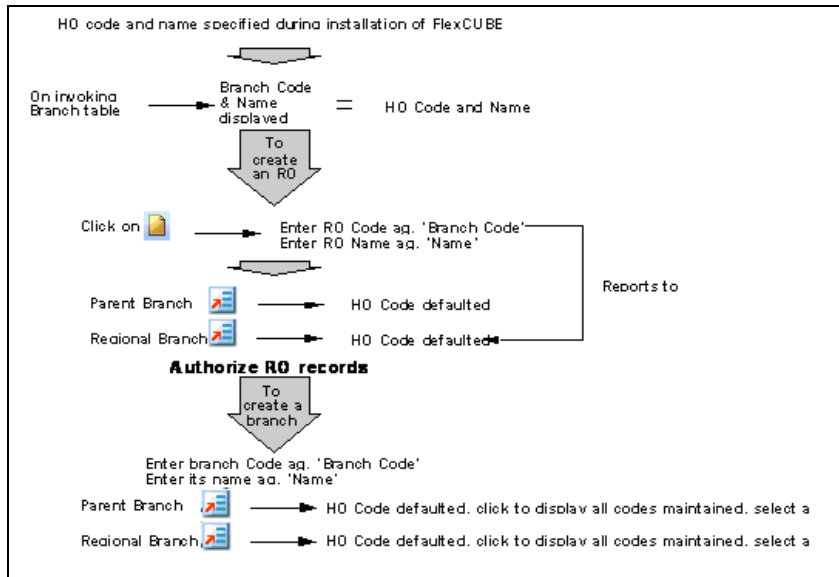 HO code and name specified during installation of FlexCUBE
On invoking
Branch table
Branch Code
& Name
displayed
=
HO Code and Name
To
create
an RO
Click on
Enter RO Code ag. 'Branch Code'
Enter RO Name ag. 'Name'
Reports to
Parent Branch
HO Code defaulted
Regional Branch
HO Code defaulted
Authorize RO records
To
create a
branch
Enter branch Code ag. 'Branch Code'
Enter its name ag. 'Name'
Parent Branch
HO Code defaulted. click to display all codes maintained. select a
Regional Branch
HO Code defaulted. click to display all codes maintained. select a